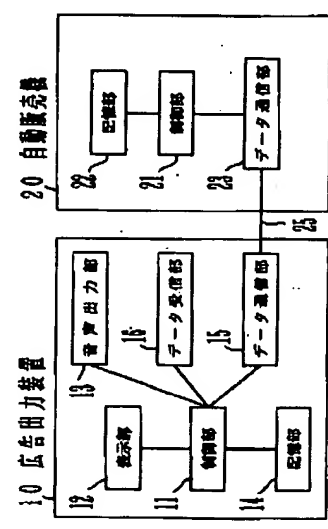 10 広告出力装置
12
表示部
11
制御部
14
記憶部
13
音声出力部
16
データ受信部
15
データ通信部
25
20 自動販売機
22
記憶部
21
制御部
23
データ通信部